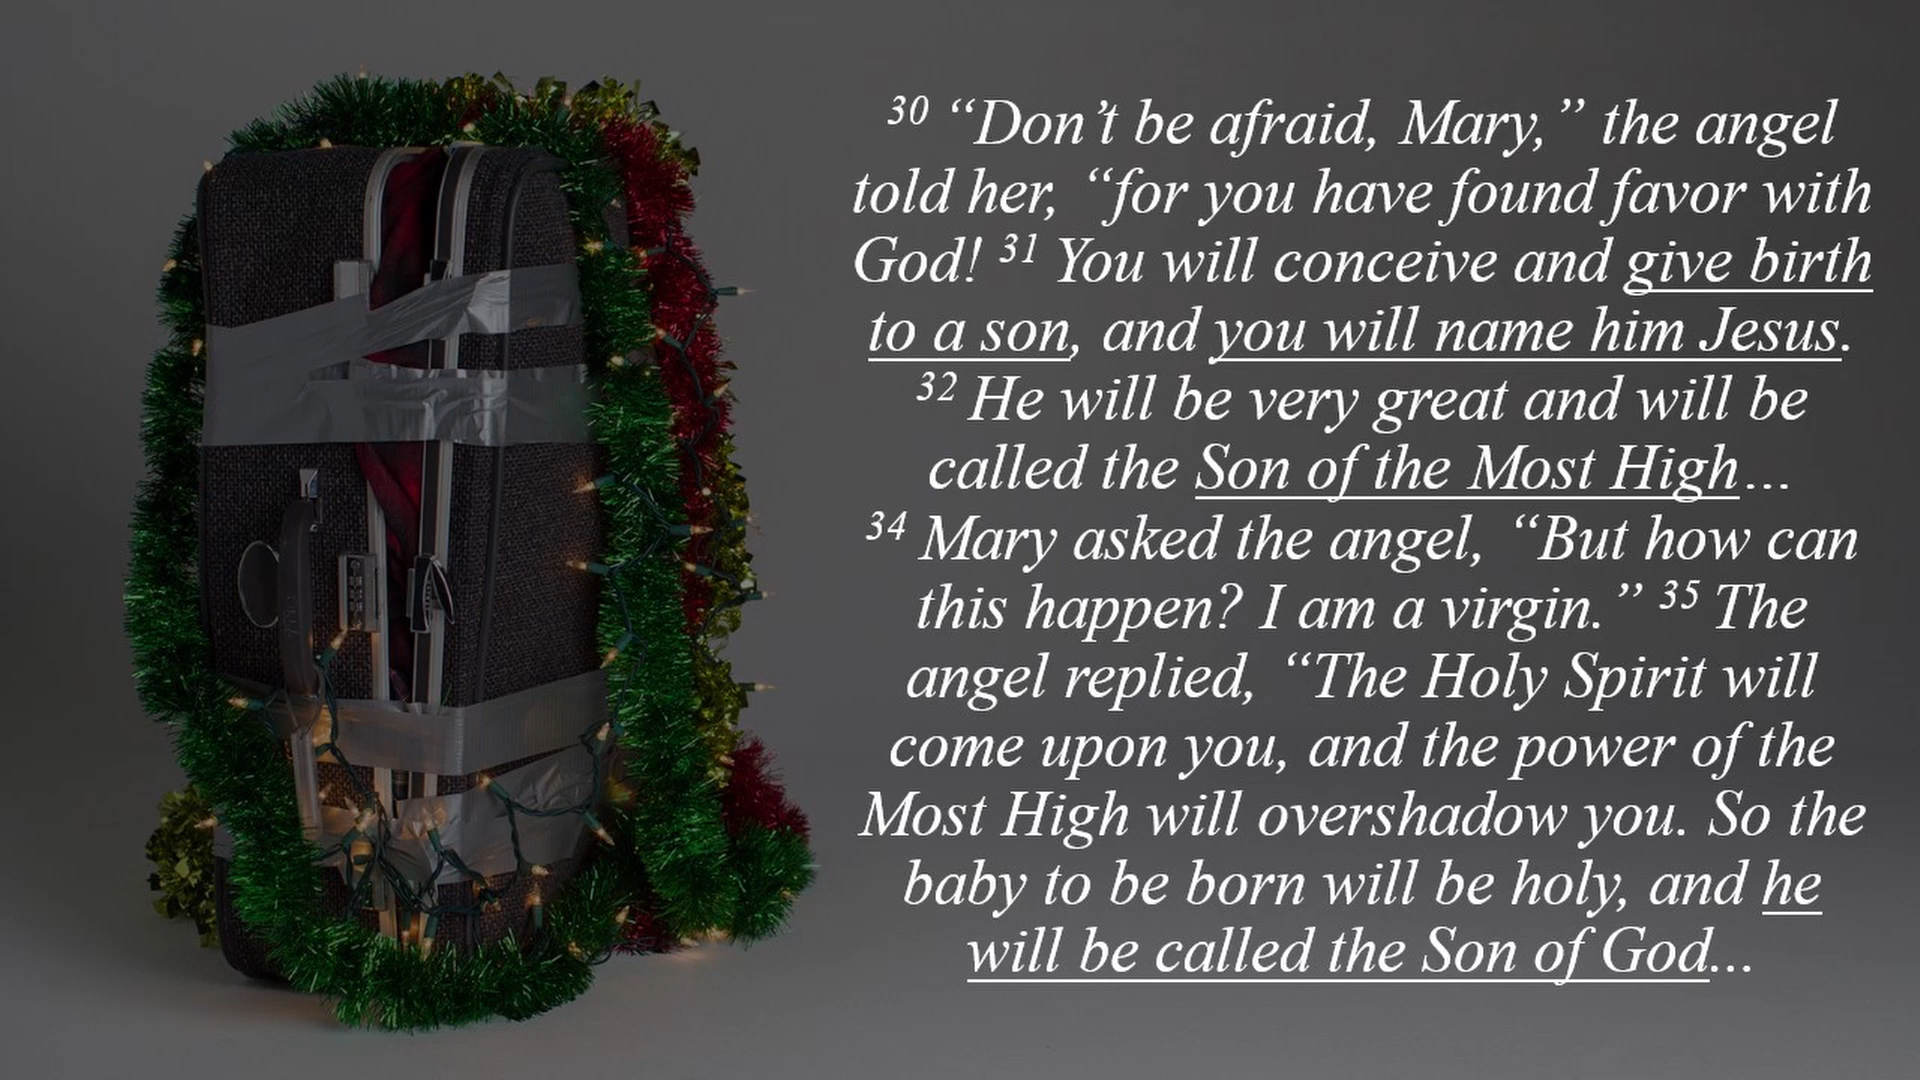 30 “Don’t be afraid, Mary,” the angel
told her, “for you have found favor with
God! 31 You will conceive and give birth
to a son, and you will name him Jesus.
32 He will be very great and will be
called the Son of the Most High…
34 Mary asked the angel, “But how can
this happen? I am a virgin.” 35 The
angel replied, “The Holy Spirit will
come upon you, and the power of the
Most High will overshadow you. So the
baby to be born will be holy, and he
will be called the Son of God...